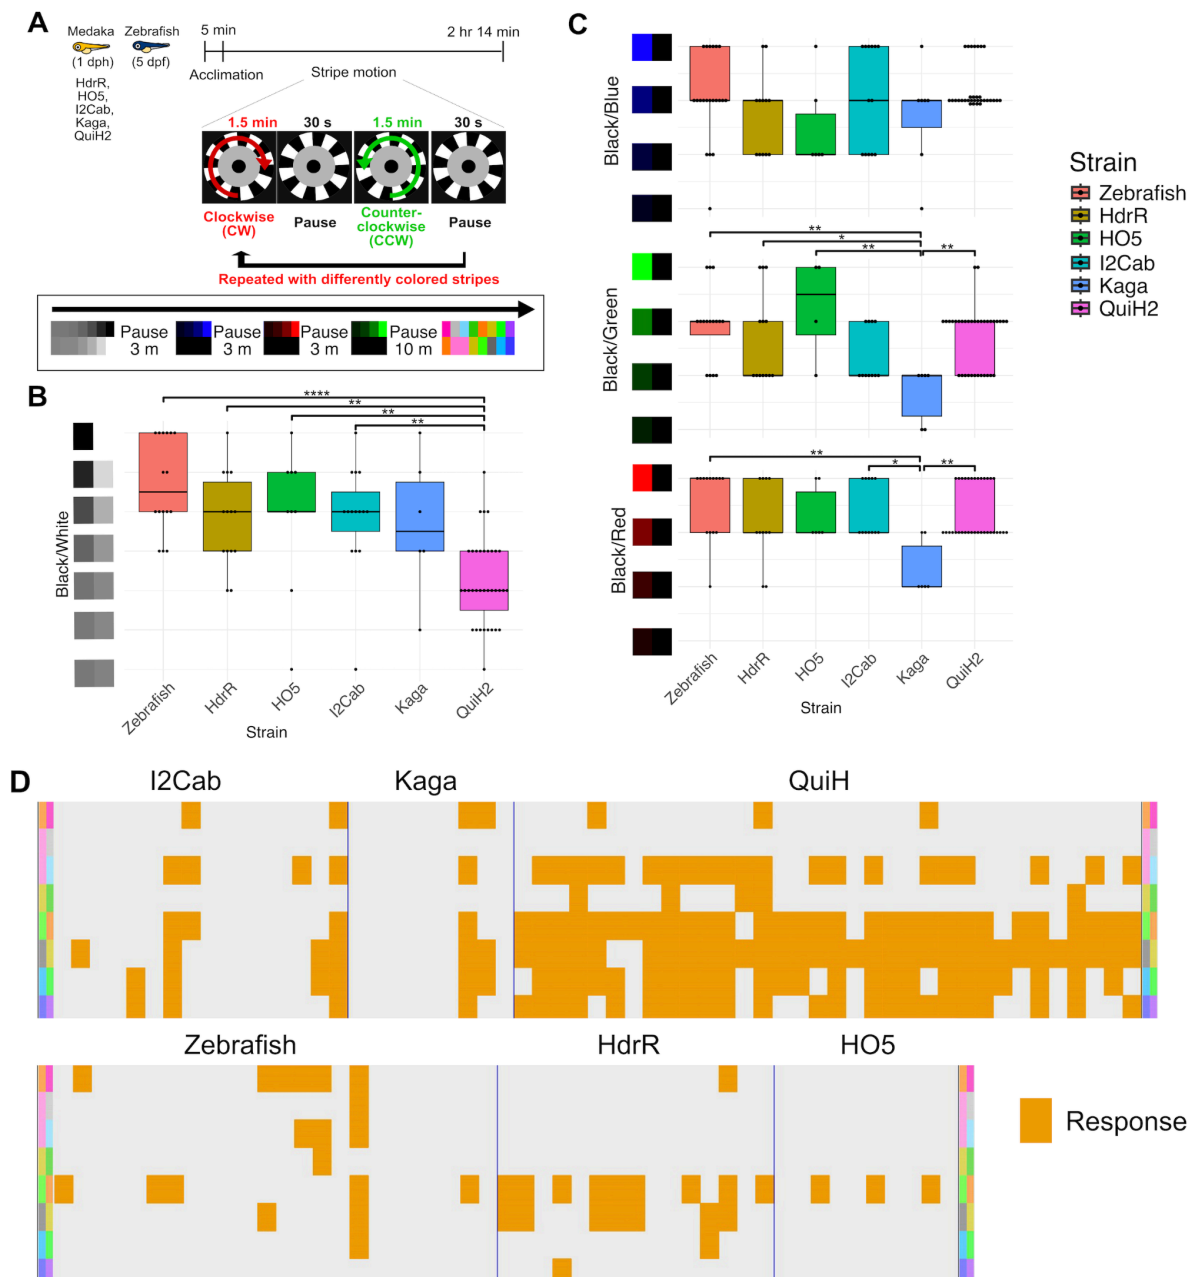 A
Medaka
(1 dph)
HdrR,
HO5,
I2Cab,
Kaga,
QuiH2
Zebrafish
(5 dpf)
5 min
2 hr 14 min
Acclimation
Stripe motion
1.5 min
30 s
1.5 min
30 s
Clockwise
(CW)
Pause
Counter-
clockwise
(CCW)
Pause
Repeated with differently colored stripes
Pause
3 m
Pause
3 m
Pause
3 m
Pause
10 m
B
****
**
**
**
Black/White
Zebrafish
HdrR
HO5
I2Cab
Kaga
QuiH2
Strain
C
Black/Blue
**
*
**
**
Black/Green
**
*
**
Black/Red
Zebrafish
HdrR
HO5
I2Cab
Kaga
QuiH2
Strain
Strain
Zebrafish
HdrR
HO5
I2Cab
Kaga
QuiH2
D
I2Cab
Kaga
QuiH
Zebrafish
HdrR
HO5
Response